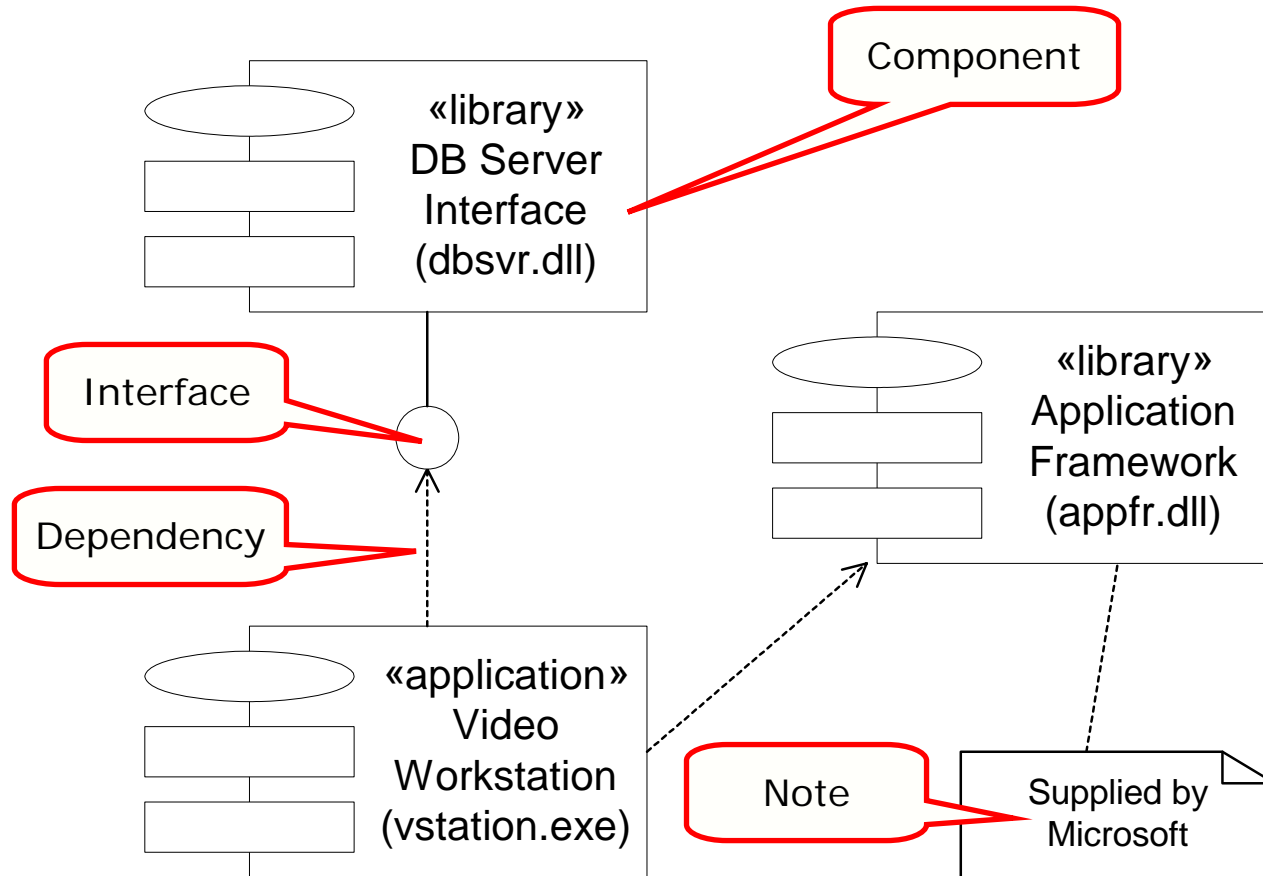 Component
«library»
DB Server
Interface
(dbsvr.dll)
Interface
«library»
Application
Framework
(appfr.dll)
Dependency
«application»
Video
Workstation
(vstation.exe)
Note
Supplied by
Microsoft